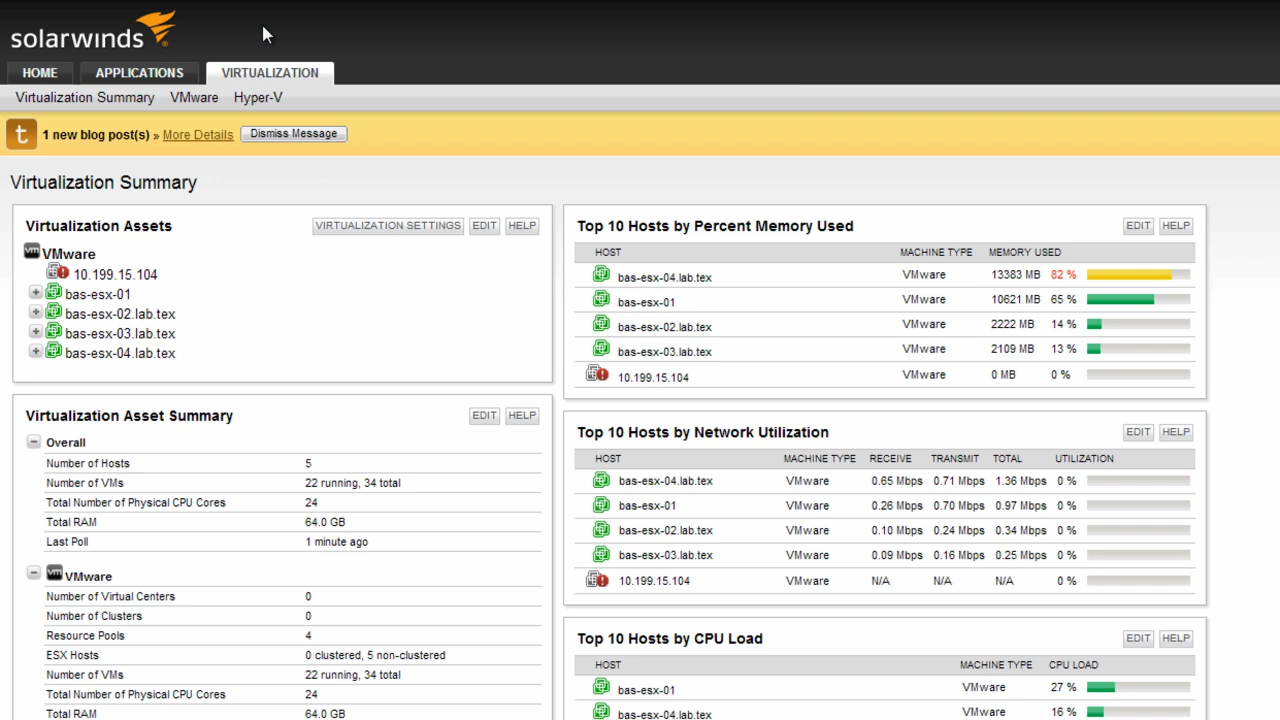 solarwinds
HOME APPLICATIONS VIRTUALIZATION
Virtualization Summary VMware Hyper-V
t 1 new blog post(s) » More Details Dismiss Message
Virtualization Summary
Virtualization Assets VIRTUALIZATION SETTINGS EDIT HELP
vm VMware
10.199.15.104
bas-esx-01
bas-esx-02.lab.tex
bas-esx-03.lab.tex
bas-esx-04.lab.tex
Virtualization Asset Summary EDIT HELP
Overall
Number of Hosts 5
Number of VMs 22 running, 34 total
Total Number of Physical CPU Cores 24
Total RAM 64.0 GB
Last Poll 1 minute ago
vm VMware
Number of Virtual Centers 0
Number of Clusters 0
Resource Pools 4
ESX Hosts 0 clustered, 5 non-clustered
Number of VMs 22 running, 34 total
Total Number of Physical CPU Cores 24
Total RAM 64.0 GB
Top 10 Hosts by Percent Memory Used EDIT HELP
HOST MACHINE TYPE MEMORY USED
bas-esx-04.lab.tex VMware 13383 MB 82 %
bas-esx-01 VMware 10621 MB 65 %
bas-esx-02.lab.tex VMware 2222 MB 14 %
bas-esx-03.lab.tex VMware 2109 MB 13 %
10.199.15.104 VMware 0 MB 0 %
Top 10 Hosts by Network Utilization EDIT HELP
HOST MACHINE TYPE RECEIVE TRANSMIT TOTAL UTILIZATION
bas-esx-04.lab.tex VMware 0.65 Mbps 0.71 Mbps 1.36 Mbps 0 %
bas-esx-01 VMware 0.26 Mbps 0.70 Mbps 0.97 Mbps 0 %
bas-esx-02.lab.tex VMware 0.10 Mbps 0.24 Mbps 0.34 Mbps 0 %
bas-esx-03.lab.tex VMware 0.09 Mbps 0.16 Mbps 0.25 Mbps 0 %
10.199.15.104 VMware N/A N/A N/A 0 %
Top 10 Hosts by CPU Load EDIT HELP
HOST MACHINE TYPE CPU LOAD
bas-esx-01 VMware 27 %
bas-esx-04.lab.tex VMware 16 %